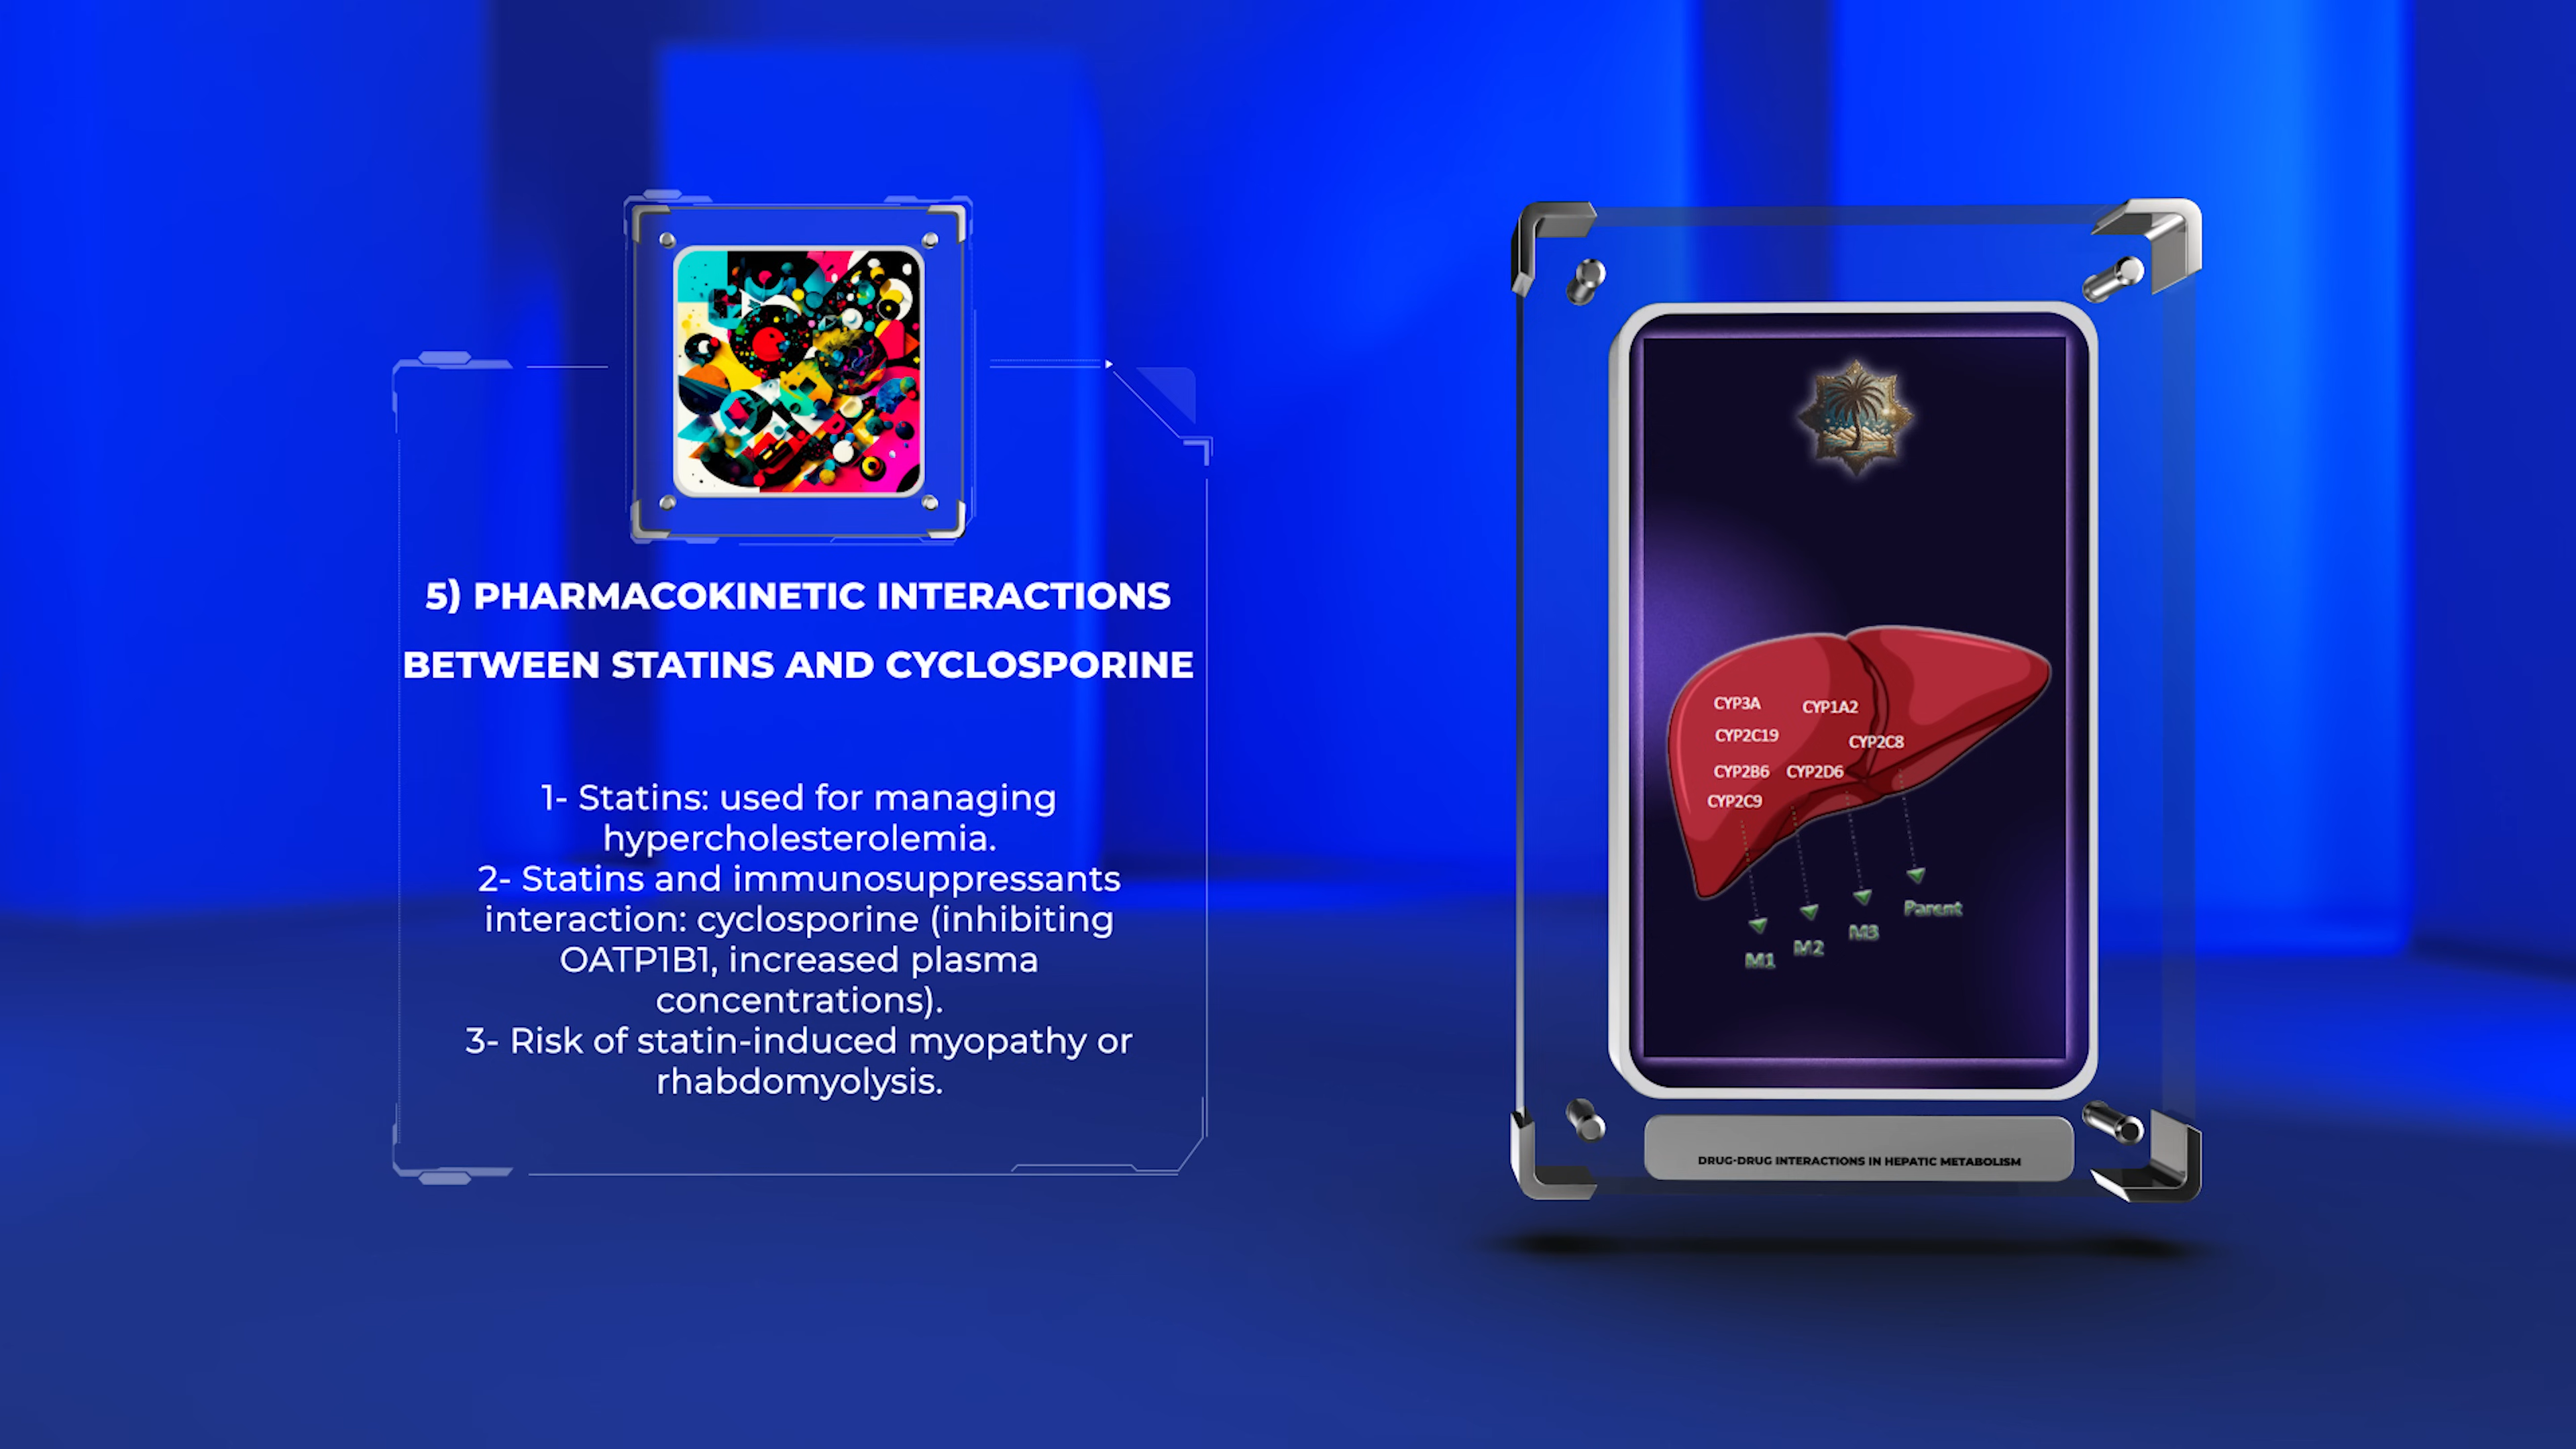 5) PHARMACOKINETIC INTERACTIONS
BETWEEN STATINS AND CYCLOSPORINE
1- Statins: used for managing
hypercholesterolemia.
2- Statins and immunosuppressants
interaction: cyclosporine (inhibiting
OATP1B1, increased plasma
concentrations).
3- Risk of statin-induced myopathy or
rhabdomyolysis.
CYP3A
CYP1A2
CYP2C19
CYP2C8
CYP2B6
CYP2D6
CYP2C9
M1
M2
M3
Parent
DRUG-DRUG INTERACTIONS IN HEPATIC METABOLISM